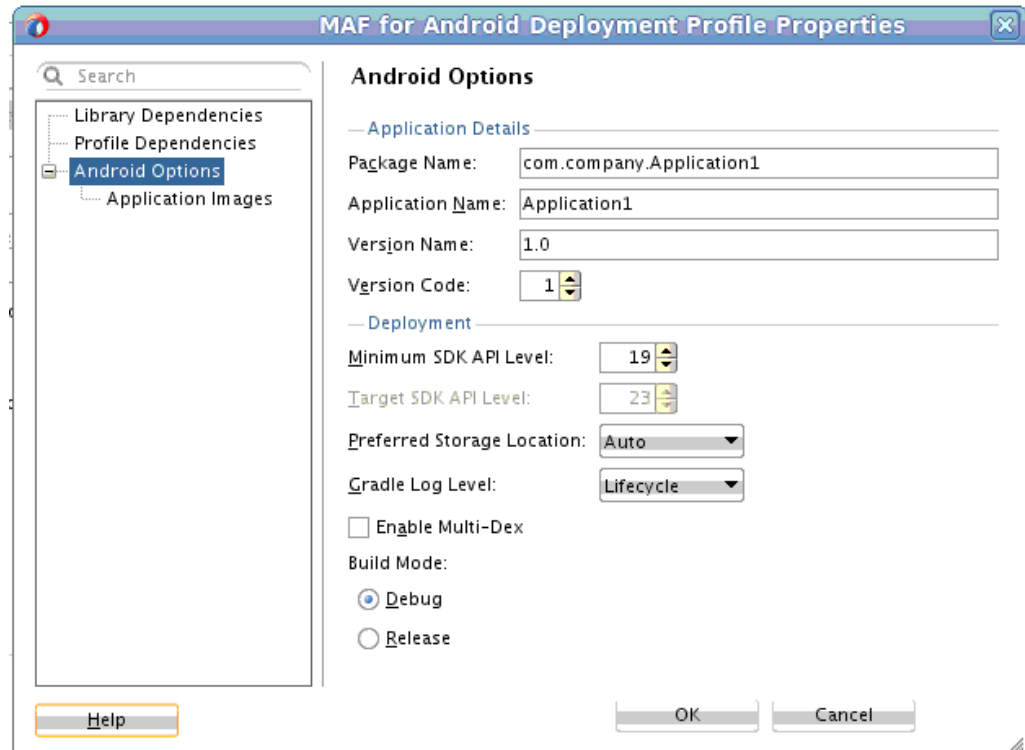 MAF for Android Deployment Profile Properties
Search
Library Dependencies
Profile Dependencies
Android Options
Application Images
Android Options
Application Details
Package Name: com.company.Application1
Application Name: Application1
Version Name: 1.0
Version Code: 1
Deployment
Minimum SDK API Level: 19
Target SDK API Level: 23
Preferred Storage Location: Auto
Gradle Log Level: Lifecycle
Enable Multi-Dex
Build Mode:
Debug
Release
Help OK Cancel